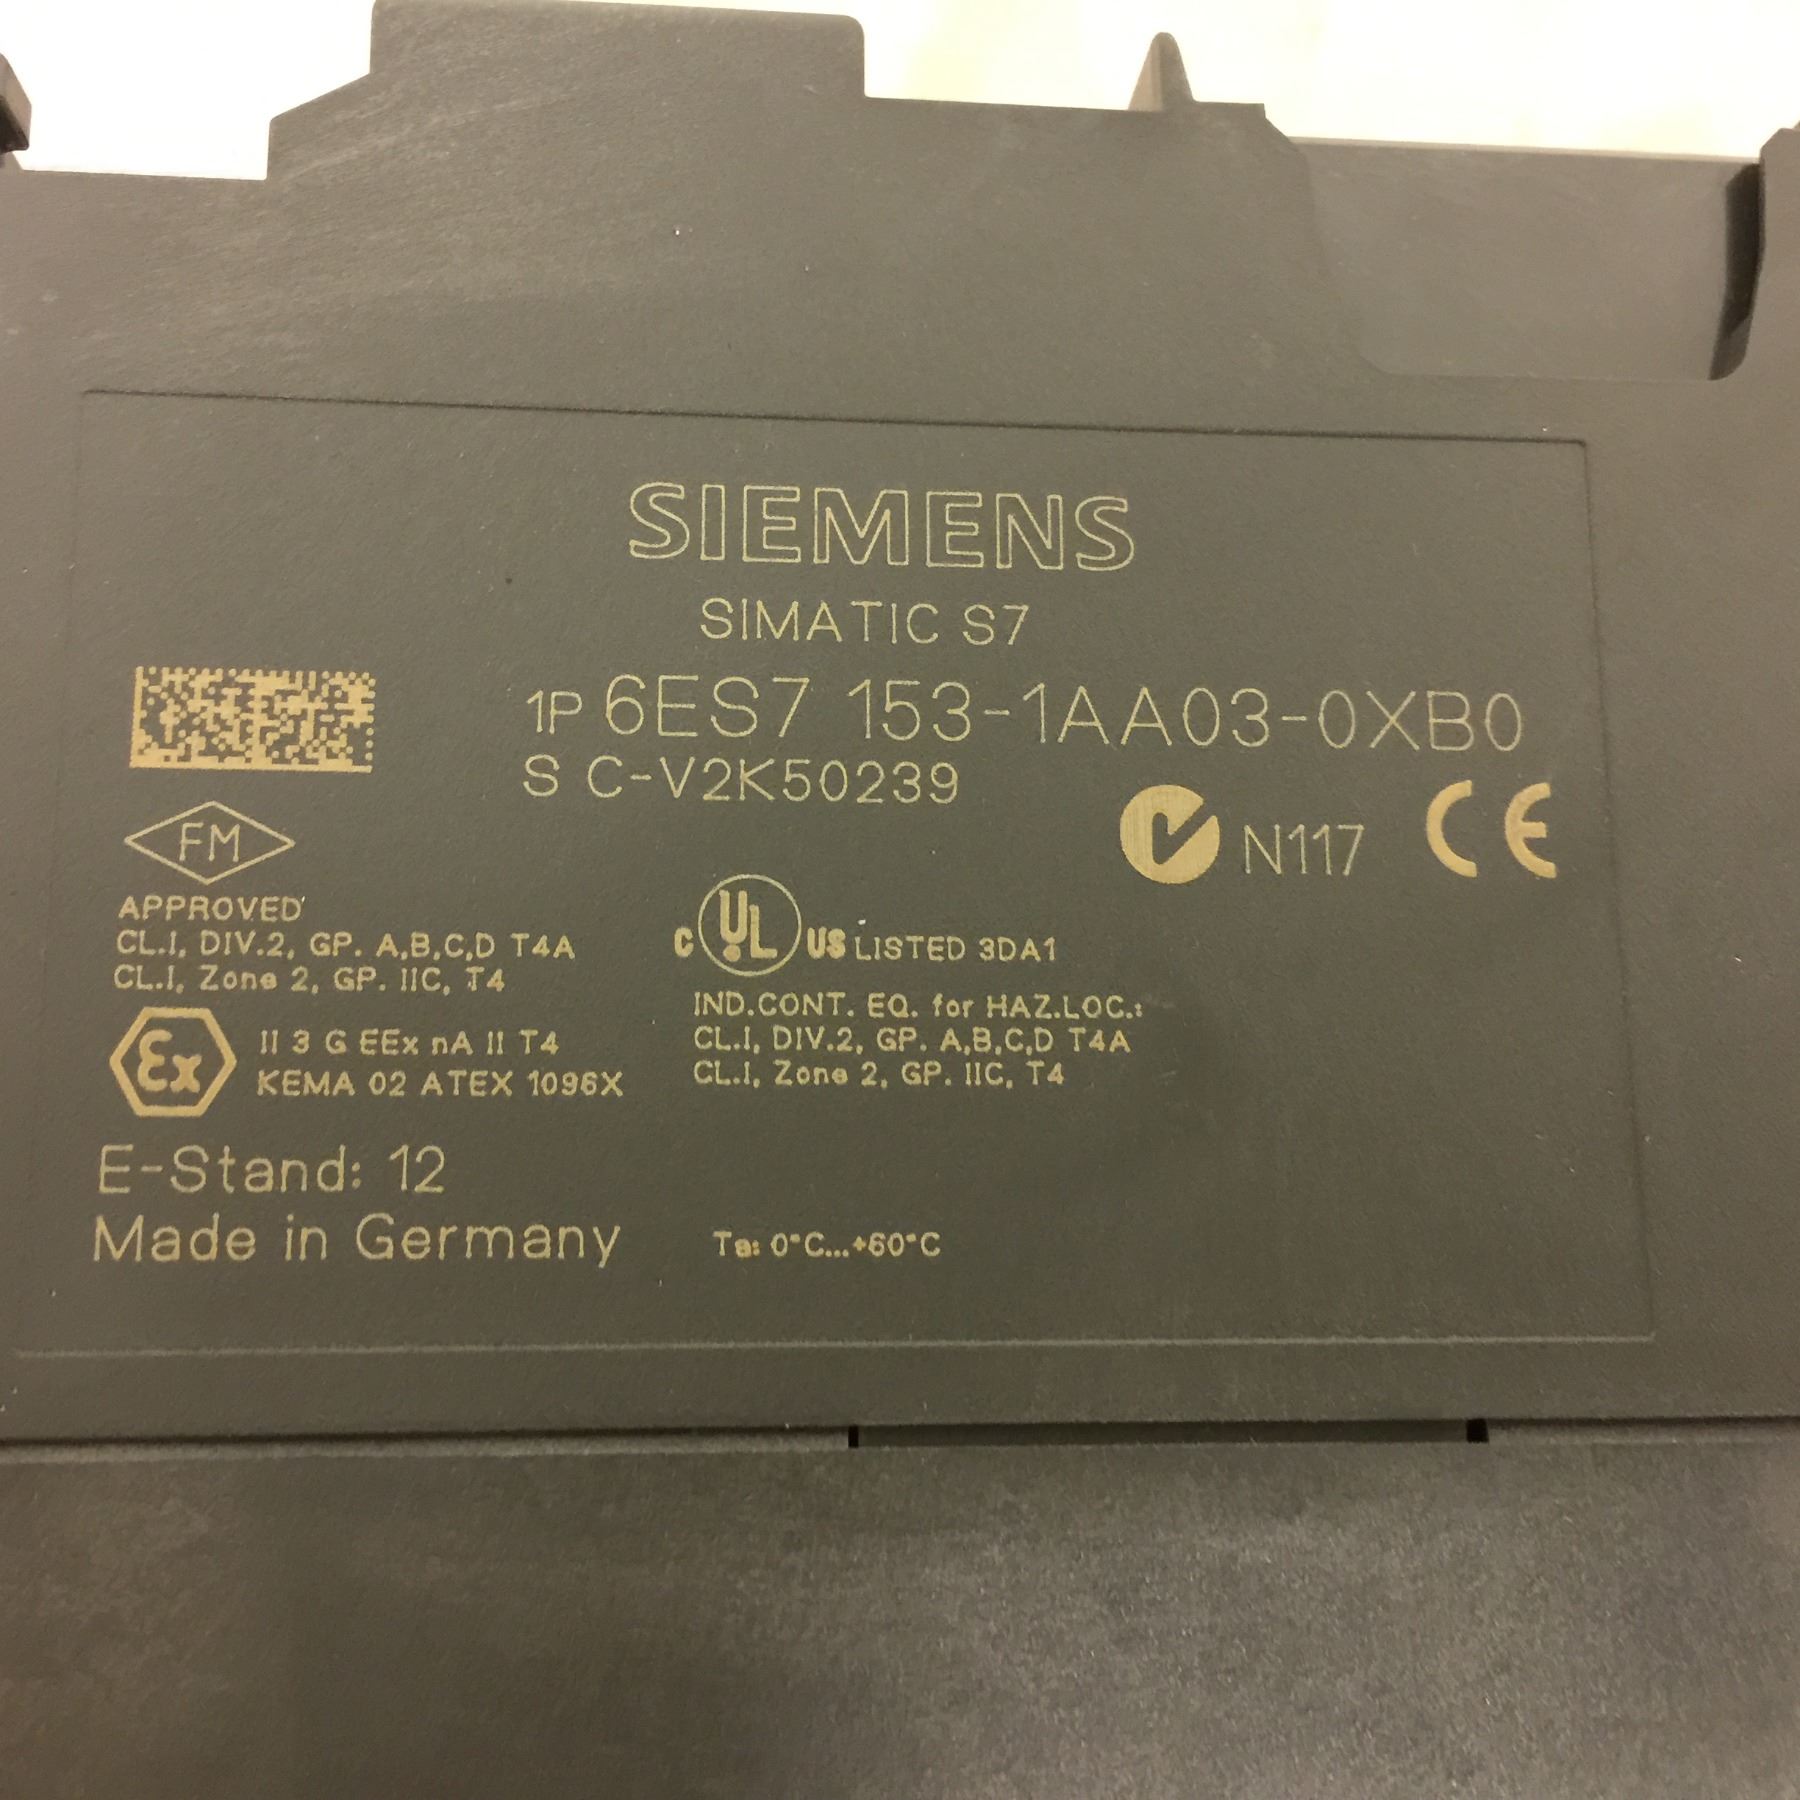 SIEMENS
SIMATIC S7
1P 6ES7 153-1AA03-0XB0
S C-V2K50239
N117 CE
FM
APPROVED
CL.I, DIV.2, GP. A,B,C,D T4A
CL.I, Zone 2, GP. IIC, T4
C UL US LISTED 3DA1
IND.CONT. EQ. for HAZ.LOC.:
CL.I, DIV.2, GP. A,B,C,D T4A
CL.I, Zone 2, GP. IIC, T4
Ex II 3 G EEx nA II T4
KEMA 02 ATEX 1096X
E-Stand: 12
Made in Germany
Ta: 0°C...+60°C